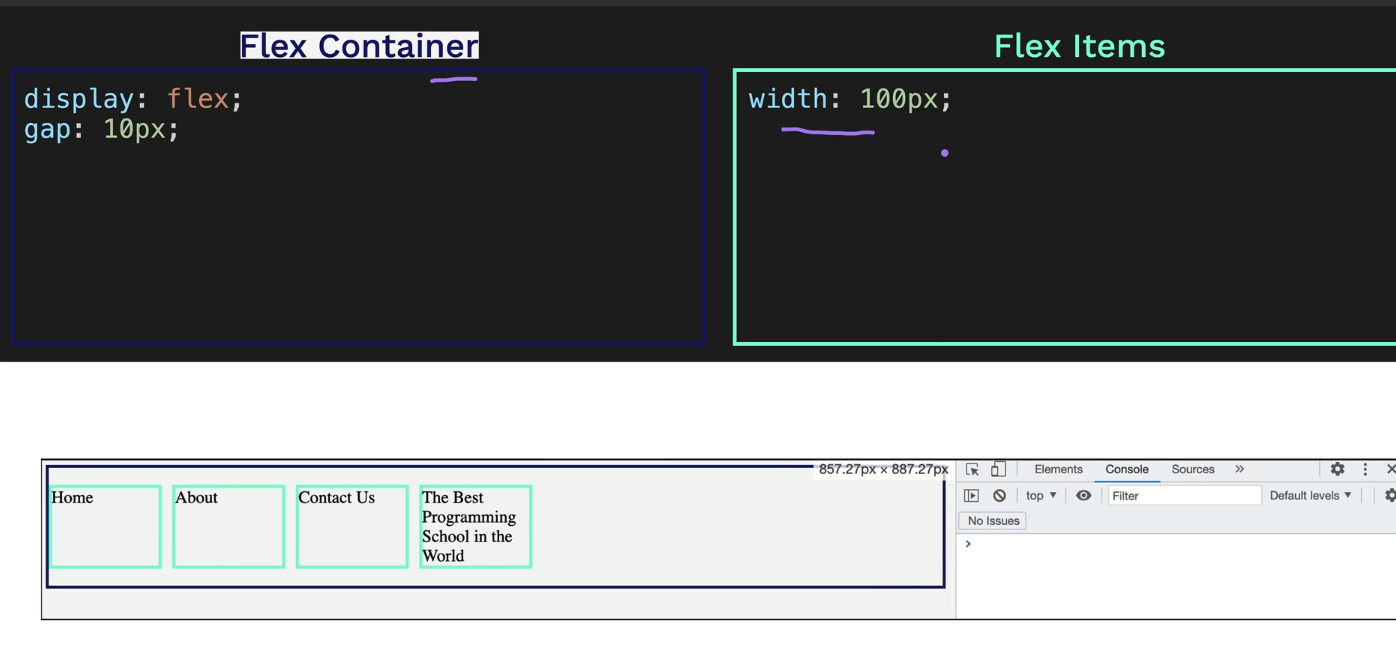 Flex Container
Flex Items
display: flex;
gap: 10px;
width: 100px;
857.27px × 887.27px
Home
About
Contact Us
The Best
Programming
School in the
World
Elements
Console
Sources
»
top ▼
Filter
Default levels ▼
No Issues
>